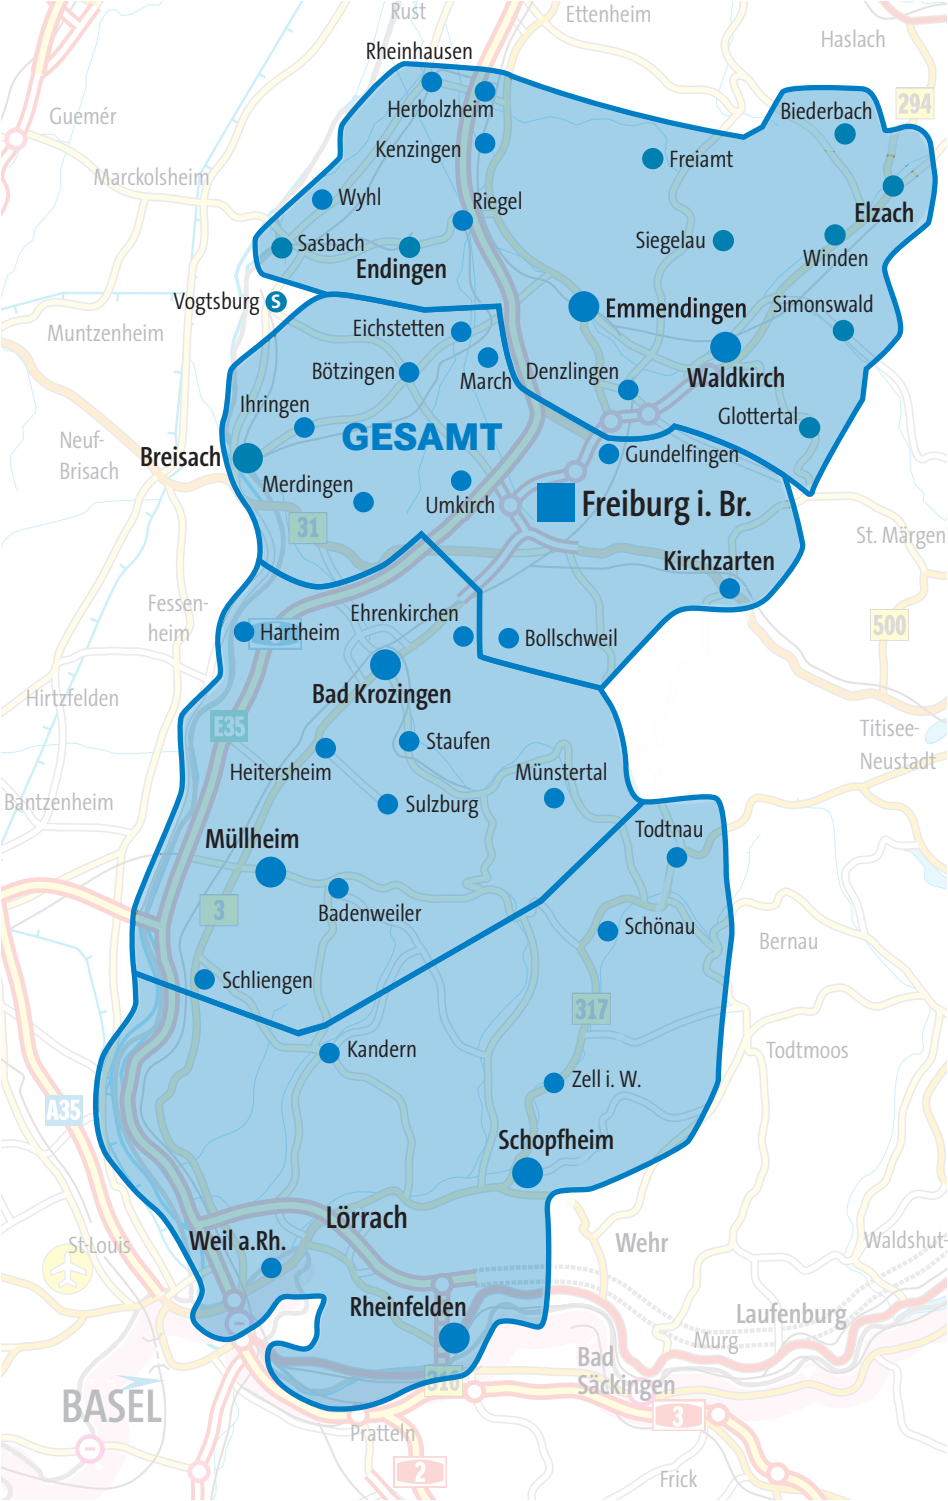 Rust
Ettenheim
Haslach
Rheinhausen
294
Guemér
Herbolzheim
Biederbach
Kenzingen
Freiamt
Marckolsheim
Wyhl
Riegel
Elzach
Sasbach
Siegelau
Winden
Endingen
Vogtsburg S
Emmendingen
Simonswald
Muntzenheim
Eichstetten
Bötzingen
March
Denzlingen
Waldkirch
Ihringen
Glottertal
GESAMT
Neuf-
Brisach
Breisach
Gundelfingen
Merdingen
Umkirch
Freiburg i. Br.
31
St. Märgen
Kirchzarten
Fessen-
heim
Ehrenkirchen
Hartheim
Bollschweil
500
Bad Krozingen
Hirtzfelden
E35
Titisee-
Neustadt
Staufen
Heitersheim
Münstertal
Bantzenheim
Sulzburg
Todtnau
Müllheim
3
Badenweiler
Schönau
Bernau
Schliengen
317
Kandern
Todtmoos
Zell i. W.
A35
Schopfheim
Lörrach
St-Louis
Weil a.Rh.
Wehr
Waldshut-
Rheinfelden
Laufenburg
Murg
Bad
Säckingen
316
BASEL
3
Pratteln
2
Frick